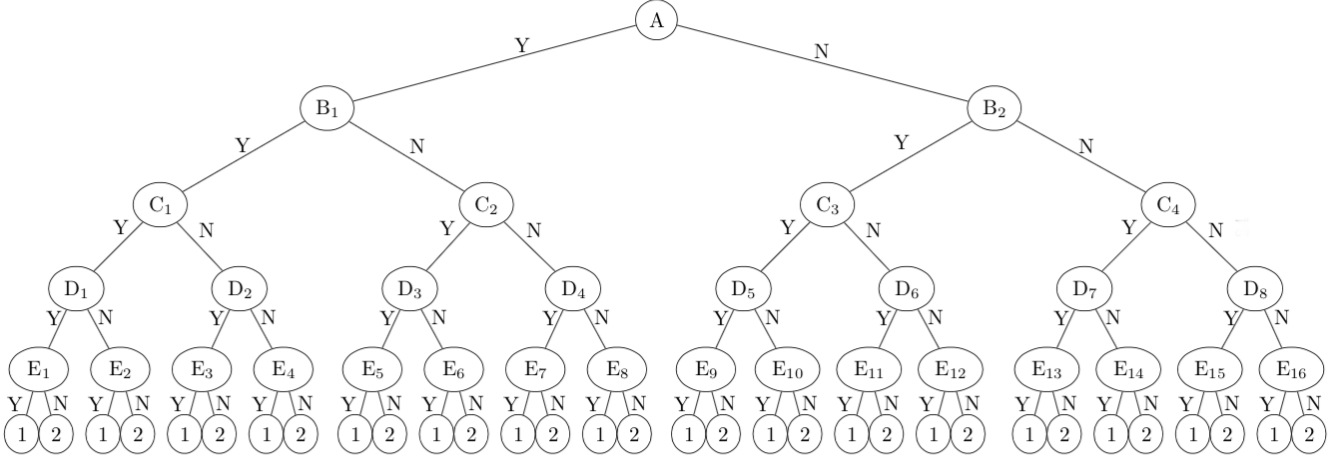 A
Y N
B₁ B₂
Y N Y N
C₁ C₂ C₃ C₄
Y N Y N Y N Y N
D₁ D₂ D₃ D₄ D₅ D₆ D₇ D₈
Y N Y N Y N Y N Y N Y N Y N Y N
E₁ E₂ E₃ E₄ E₅ E₆ E₇ E₈ E₉ E₁₀ E₁₁ E₁₂ E₁₃ E₁₄ E₁₅ E₁₆
Y N Y N Y N Y N Y N Y N Y N Y N Y N Y N Y N Y N Y N Y N Y N Y N
1 2 1 2 1 2 1 2 1 2 1 2 1 2 1 2 1 2 1 2 1 2 1 2 1 2 1 2 1 2 1 2